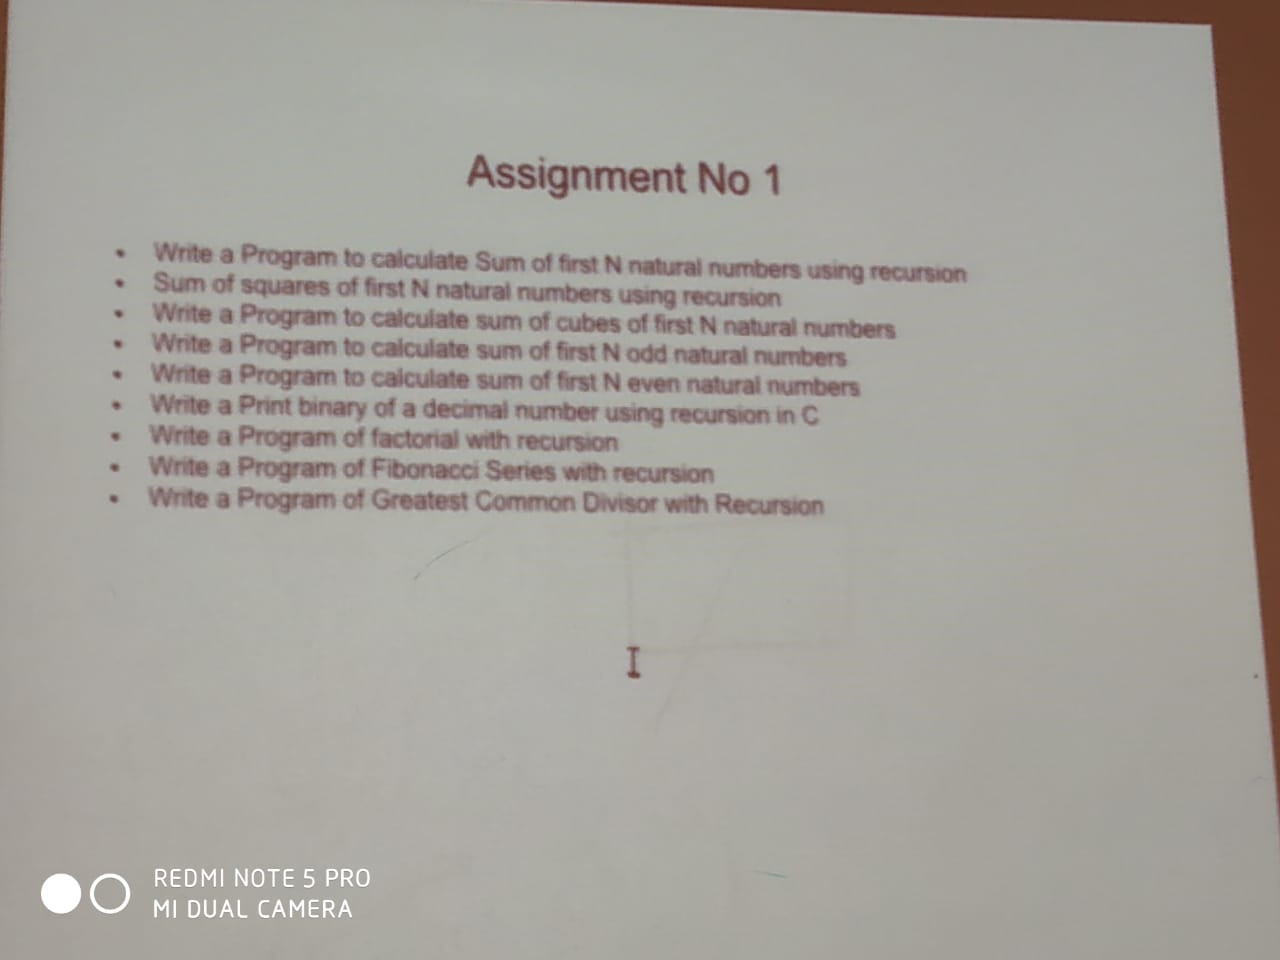 Assignment No 1
• Write a Program to calculate Sum of first N natural numbers using recursion
• Sum of squares of first N natural numbers using recursion
• Write a Program to calculate sum of cubes of first N natural numbers
• Write a Program to calculate sum of first N odd natural numbers
• Write a Program to calculate sum of first N even natural numbers
• Write a Print binary of a decimal number using recursion in C
• Write a Program of factorial with recursion
• Write a Program of Fibonacci Series with recursion
• Write a Program of Greatest Common Divisor with Recursion
REDMI NOTE 5 PRO
MI DUAL CAMERA